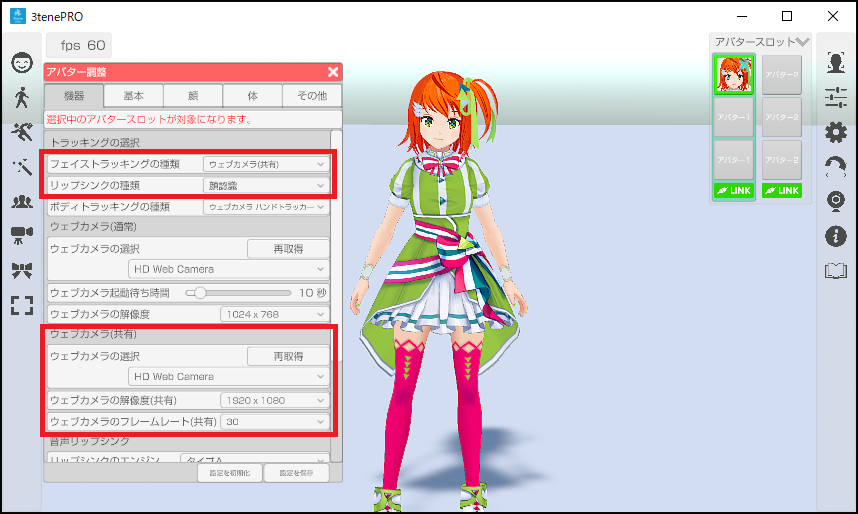 3tenePRO
fps 60
アバター調整
機器 基本 顔 体 その他
選択中のアバタースロットが対象になります。
トラッキングの選択
フェイストラッキングの種類 ウェブカメラ(共有)
リップシンクの種類 顔認識
ボディトラッキングの種類 ウェブカメラ ハンドトラッカー
ウェブカメラ(通常)
ウェブカメラの選択 再取得
HD Web Camera
ウェブカメラ起動待ち時間 10 秒
ウェブカメラの解像度 1024 x 768
ウェブカメラ(共有)
ウェブカメラの選択 再取得
HD Web Camera
ウェブカメラの解像度(共有) 1920 x 1080
ウェブカメラのフレームレート(共有) 30
音声リップシンク
リップシンクのエンジン タイプA
設定を初期化 設定を保存
アバタースロット
アバター2
アバター1 アバター2
アバター1 アバター2
LINK LINK